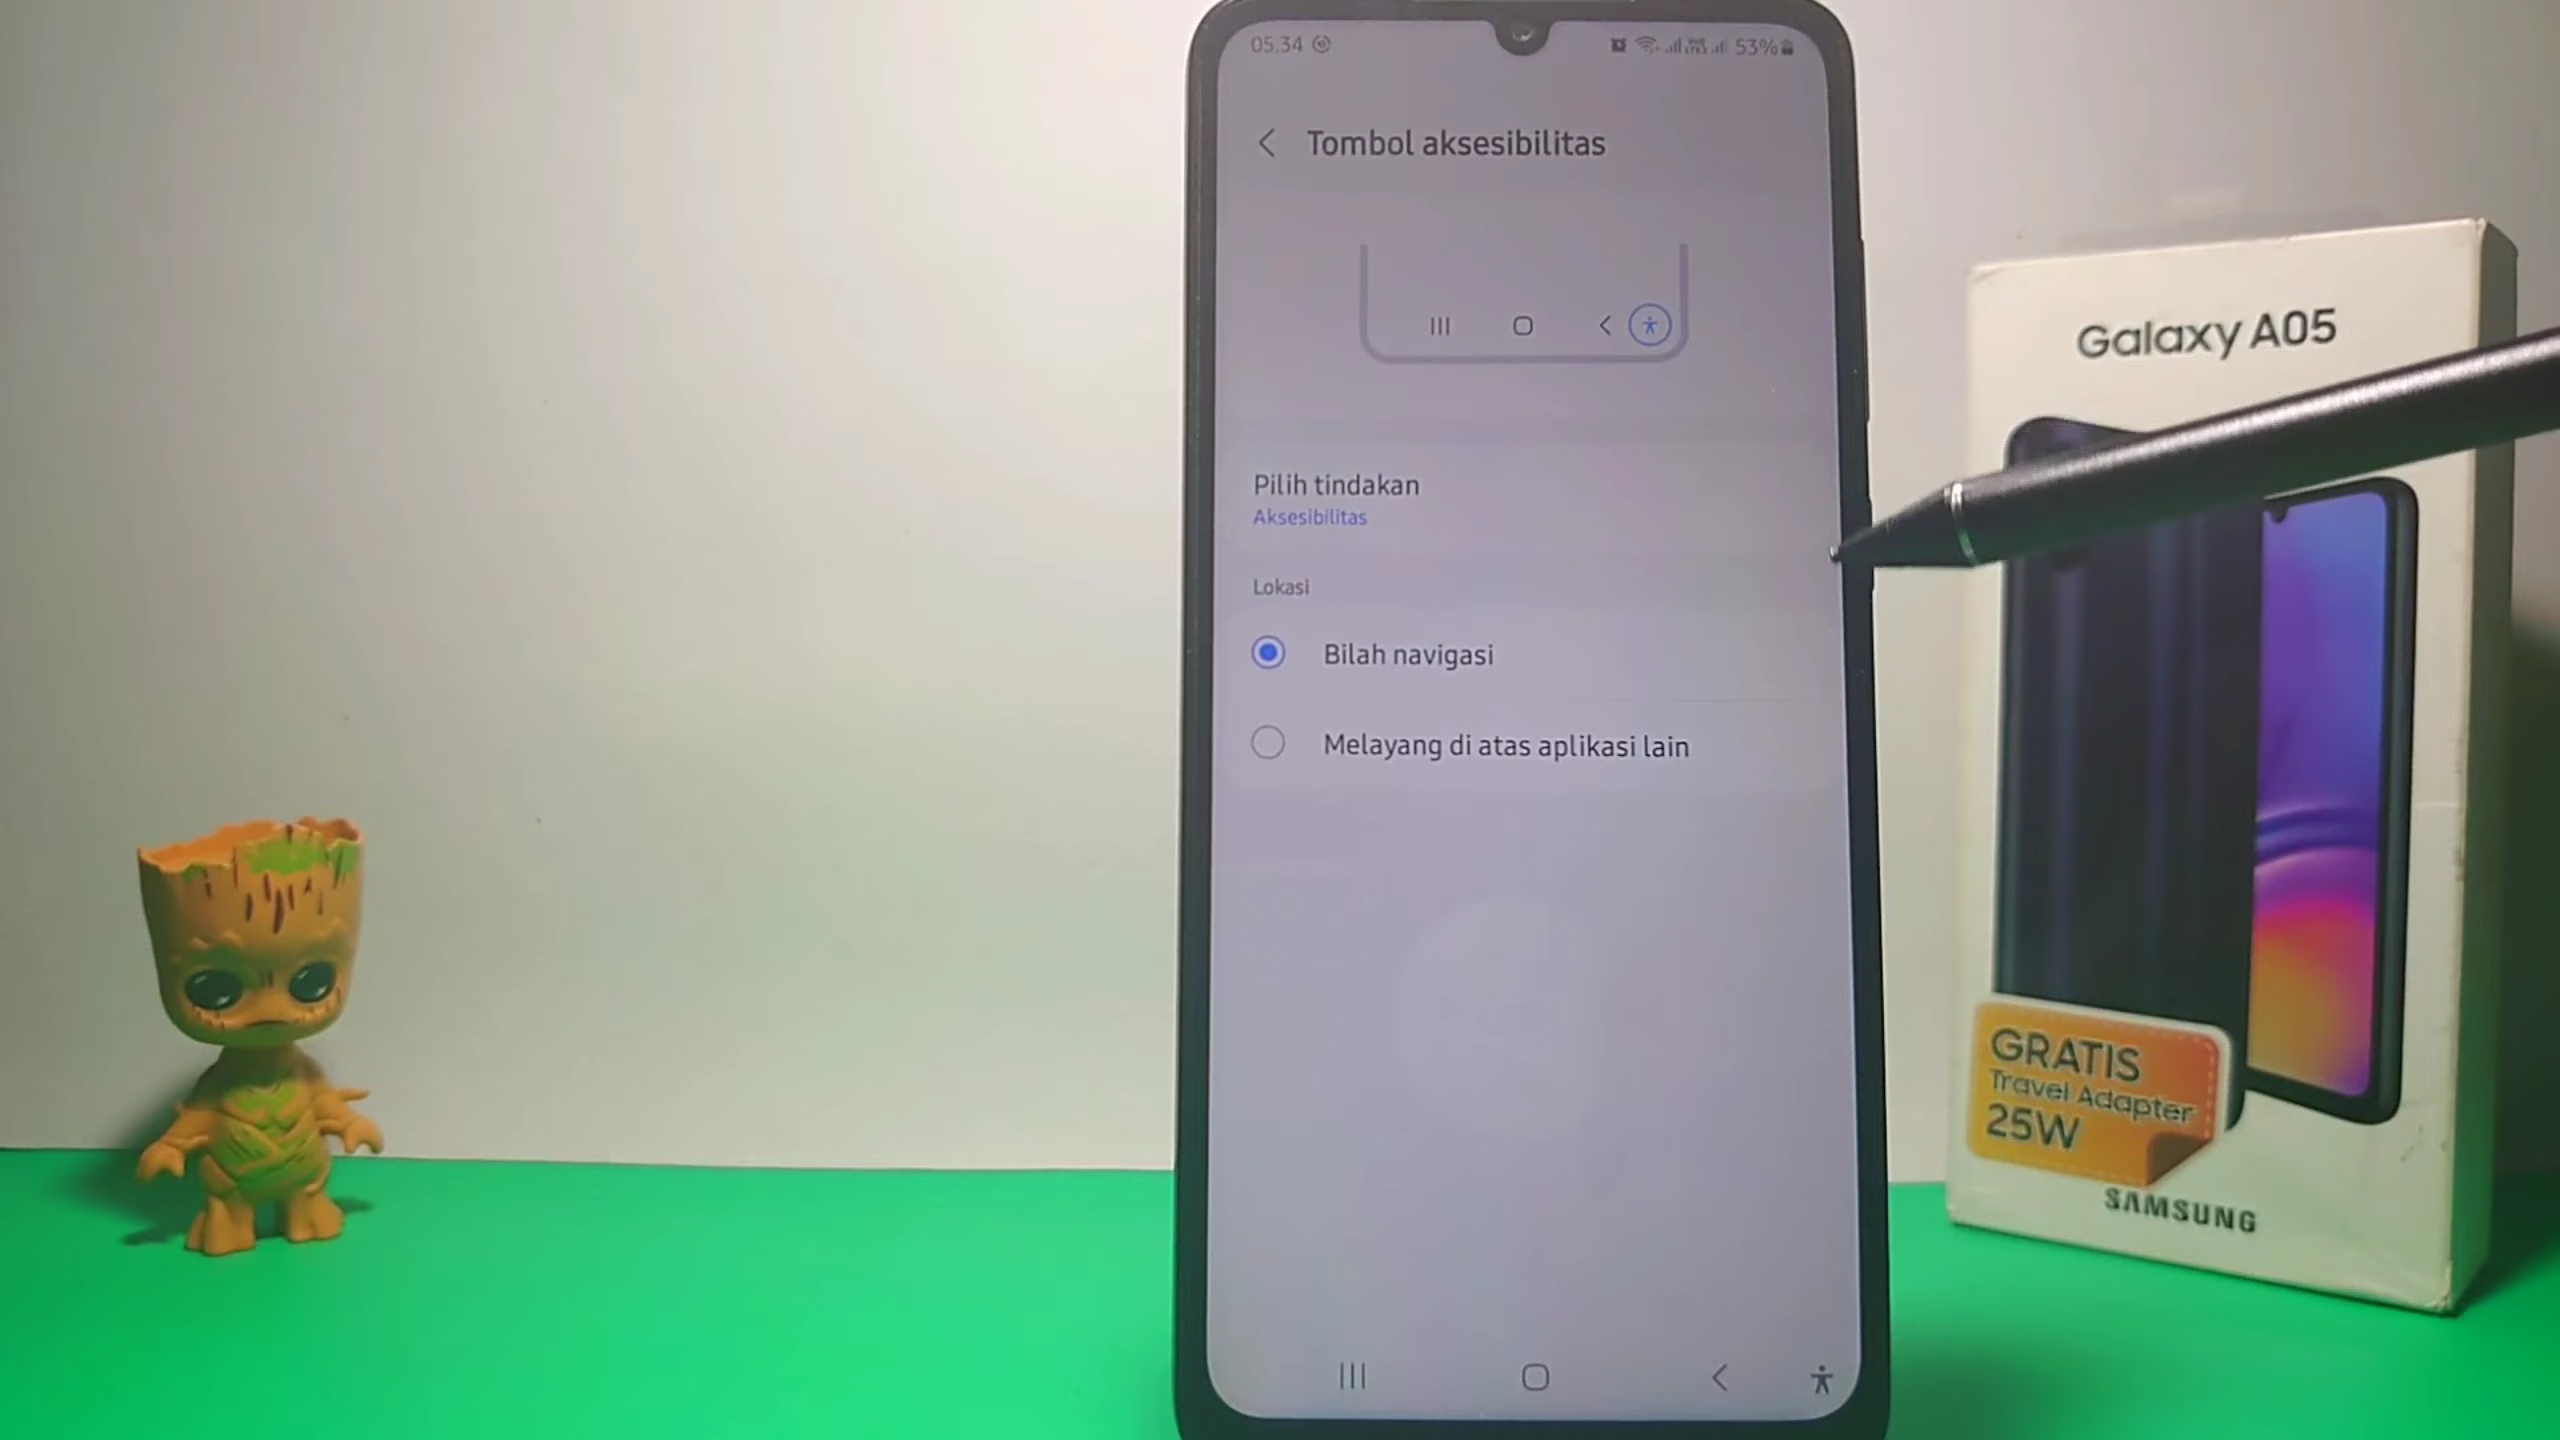 05.34
53%
Tombol aksesibilitas
Pilih tindakan
Aksesibilitas
Lokasi
Bilah navigasi
Melayang di atas aplikasi lain
Galaxy A05
GRATIS
Travel Adapter
25W
SAMSUNG